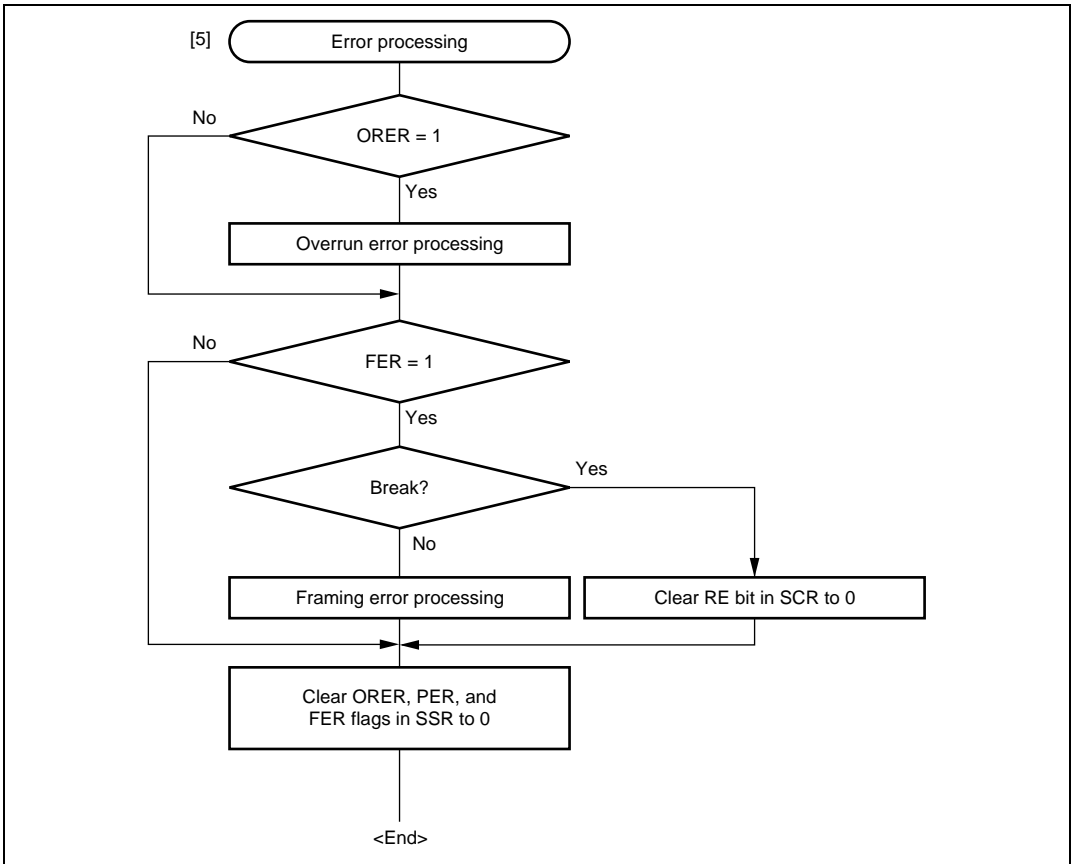 [5] Error processing
No
ORER = 1
Yes
Overrun error processing
No
FER = 1
Yes
Yes
Break?
No
Framing error processing
Clear RE bit in SCR to 0
Clear ORER, PER, and
FER flags in SSR to 0
<End>